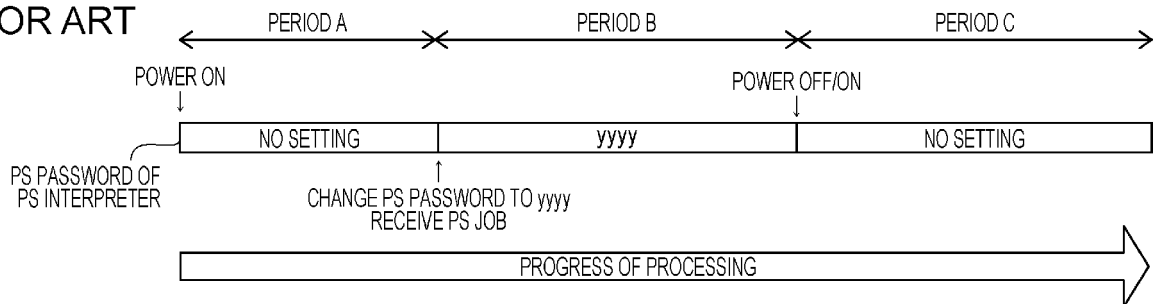 OR ART
PERIOD A
PERIOD B
PERIOD C
POWER ON
POWER OFF/ON
NO SETTING
yyyy
NO SETTING
PS PASSWORD OF
PS INTERPRETER
CHANGE PS PASSWORD TO yyyy
RECEIVE PS JOB
PROGRESS OF PROCESSING